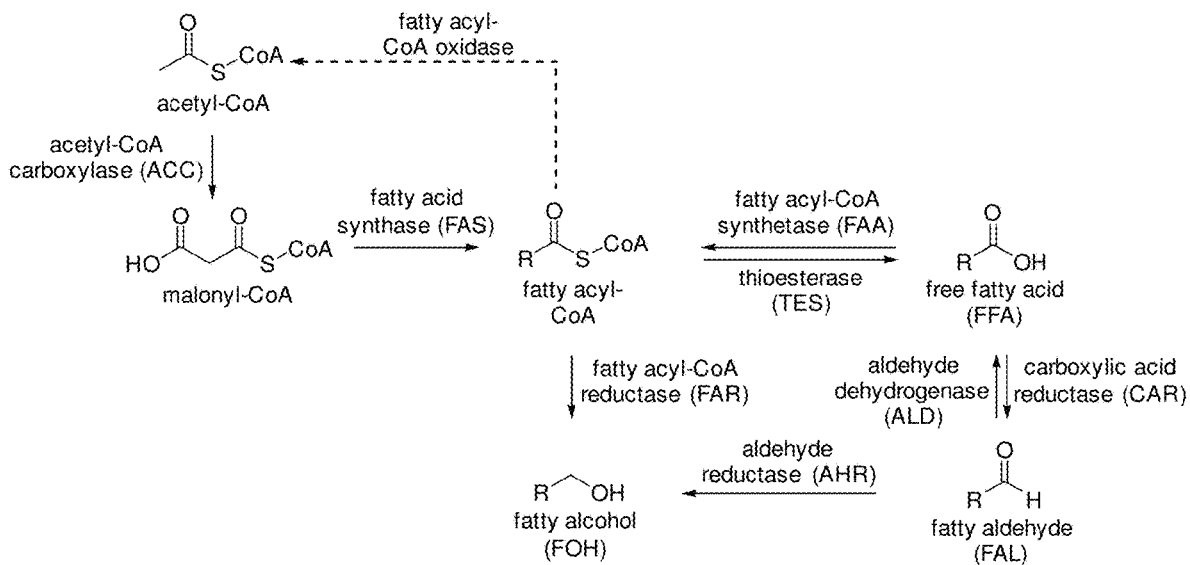 O
S
CoA
acetyl-CoA
fatty acyl-
CoA oxidase
acetyl-CoA
carboxylase (ACC)
O
O
HO
S
CoA
malonyl-CoA
fatty acid
synthase (FAS)
O
R
S
CoA
fatty acyl-
CoA
fatty acyl-CoA
synthetase (FAA)
thioesterase
(TES)
O
R
OH
free fatty acid
(FFA)
fatty acyl-CoA
reductase (FAR)
aldehyde
dehydrogenase
(ALD)
carboxylic acid
reductase (CAR)
R
OH
fatty alcohol
(FOH)
aldehyde
reductase (AHR)
O
R
H
fatty aldehyde
(FAL)